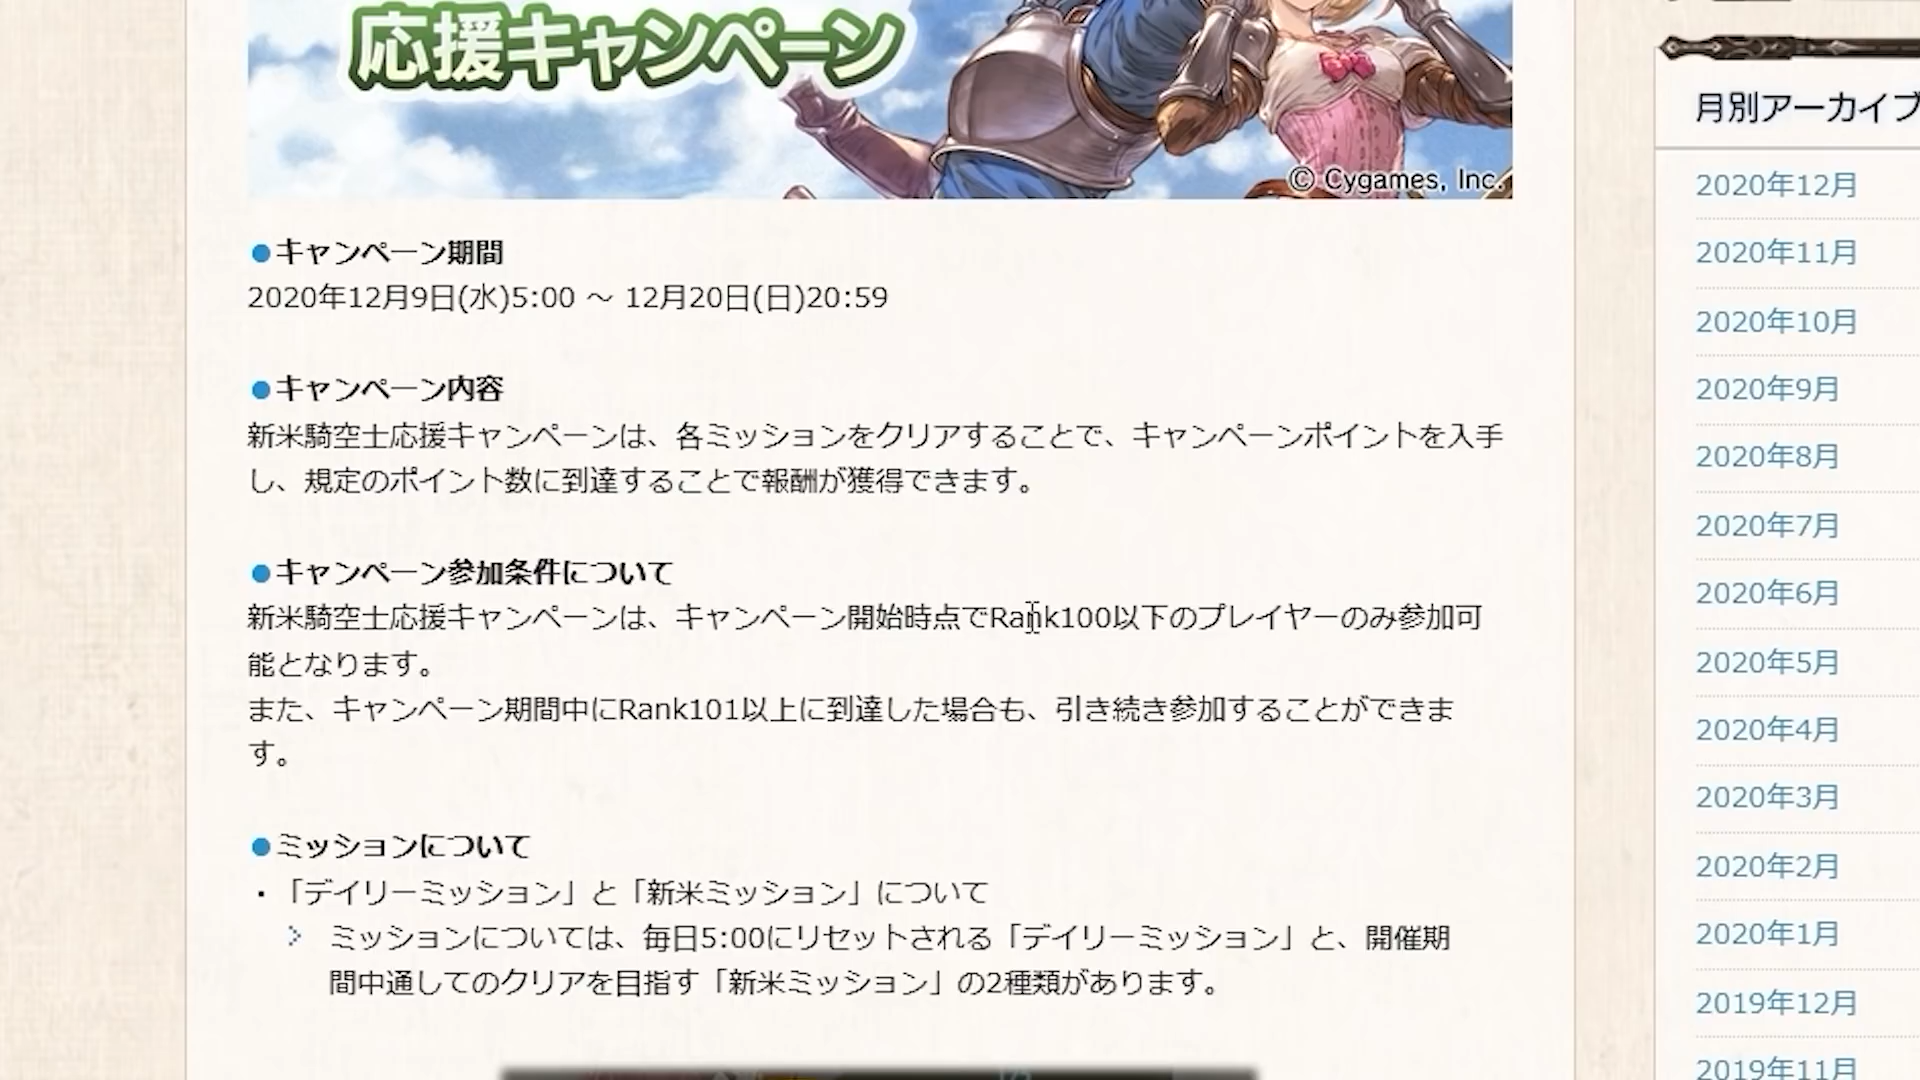 応援キャンペーン
© Cygames, Inc.
●キャンペーン期間
2020年12月9日(水)5:00 ～ 12月20日(日)20:59
●キャンペーン内容
新米騎空士応援キャンペーンは、各ミッションをクリアすることで、キャンペーンポイントを入手
し、規定のポイント数に到達することで報酬が獲得できます。
●キャンペーン参加条件について
新米騎空士応援キャンペーンは、キャンペーン開始時点でRank100以下のプレイヤーのみ参加可
能となります。
また、キャンペーン期間中にRank101以上に到達した場合も、引き続き参加することができま
す。
●ミッションについて
・「デイリーミッション」と「新米ミッション」について
ミッションについては、毎日5:00にリセットされる「デイリーミッション」と、開催期
間中通してのクリアを目指す「新米ミッション」の2種類があります。
月別アーカイブ
2020年12月
2020年11月
2020年10月
2020年9月
2020年8月
2020年7月
2020年6月
2020年5月
2020年4月
2020年3月
2020年2月
2020年1月
2019年12月
2019年11月